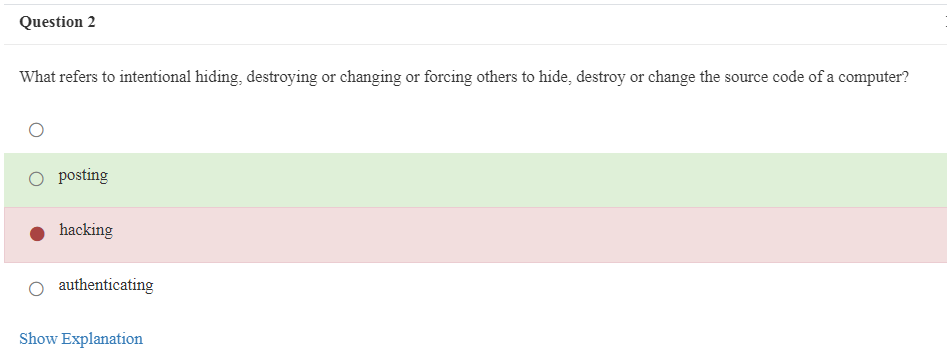 Question 2
What refers to intentional hiding, destroying or changing or forcing others to hide, destroy or change the source code of a computer?
posting
hacking
authenticating
Show Explanation